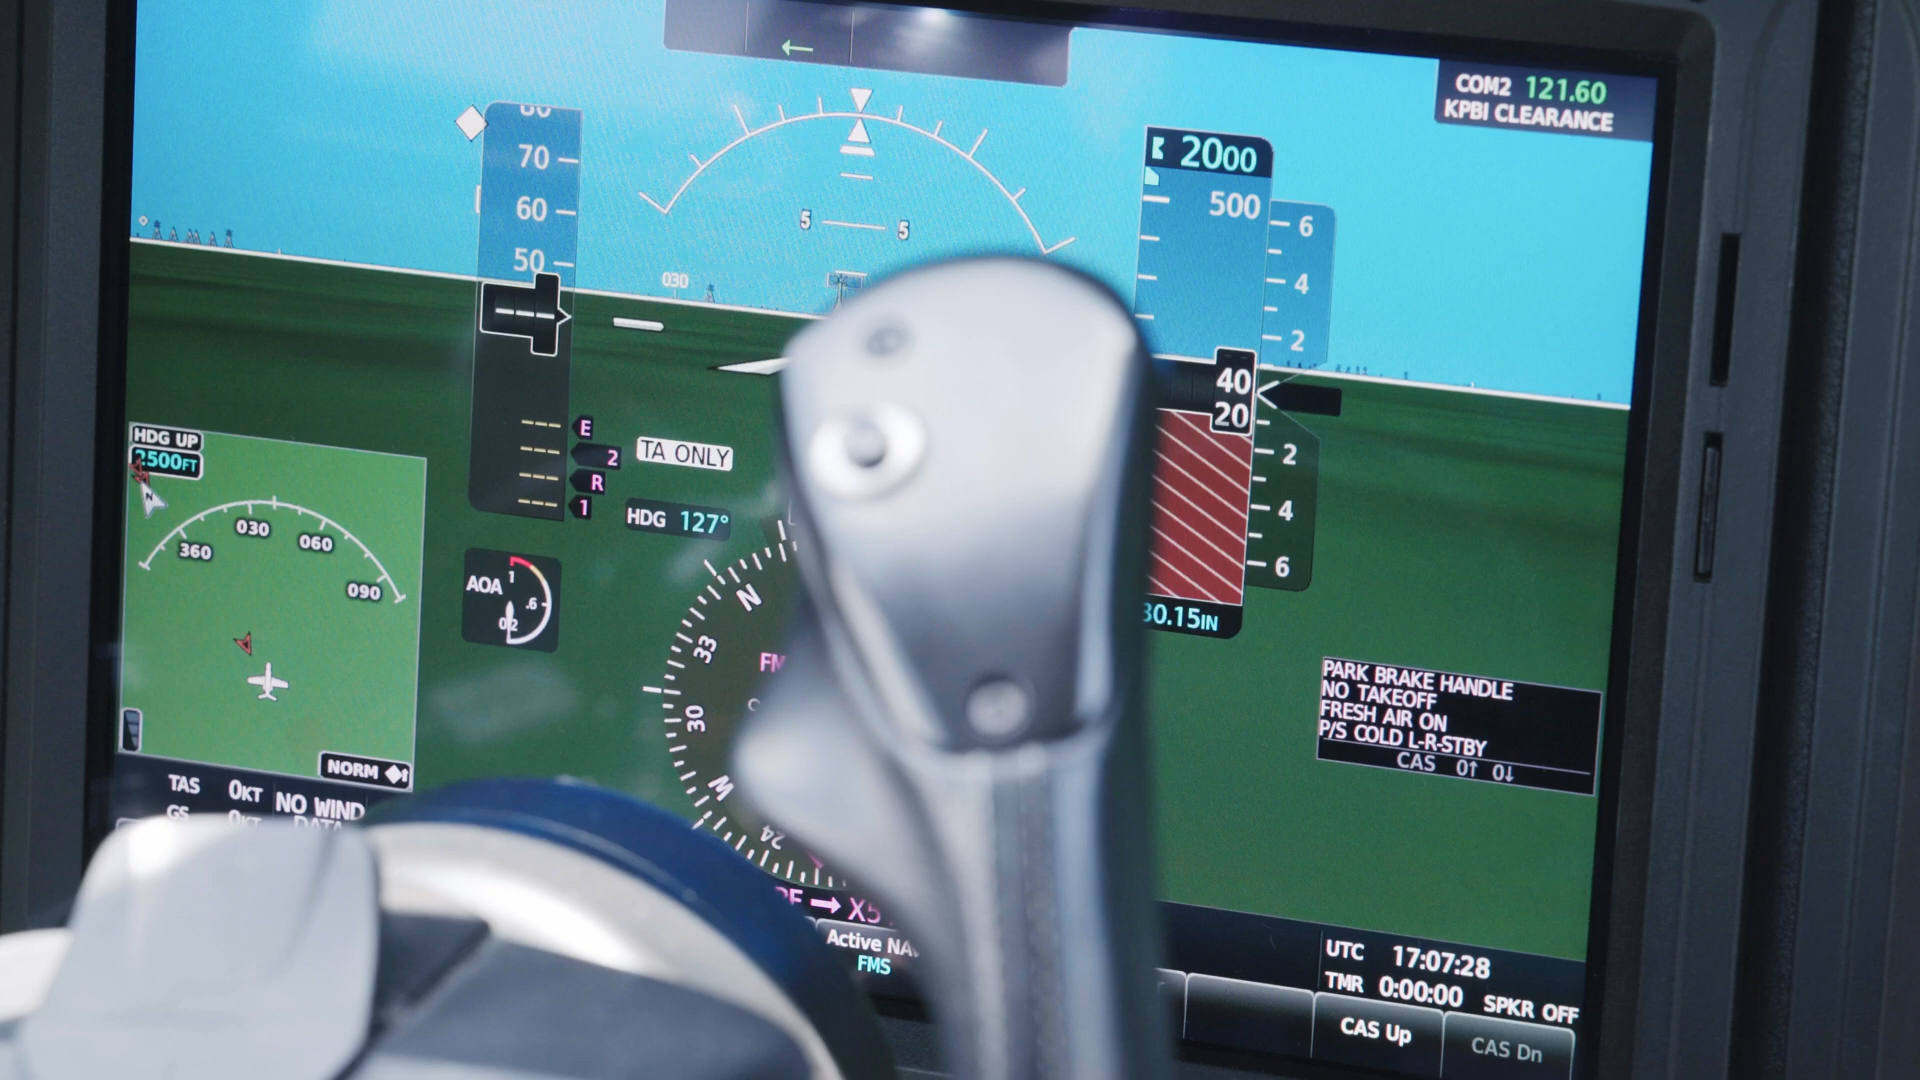 COM2 121.60
KPBI CLEARANCE
70
60
50
5 5
030
2000
500
6
4
2
40
20
2
4
6
30.15IN
E
2
R
1
TA ONLY
HDG 127°
HDG UP
2500FT
N
360 030 060 090
NORM
AOA
1
.6
N
33
30
W
24
TAS 0KT
GS 0KT
NO WIND
DATA
Active
FMS
PARK BRAKE HANDLE
NO TAKEOFF
FRESH AIR ON
P/S COLD L-R-STBY
CAS 0↑ 0↓
UTC 17:07:28
TMR 0:00:00 SPKR OFF
CAS Up
CAS Dn